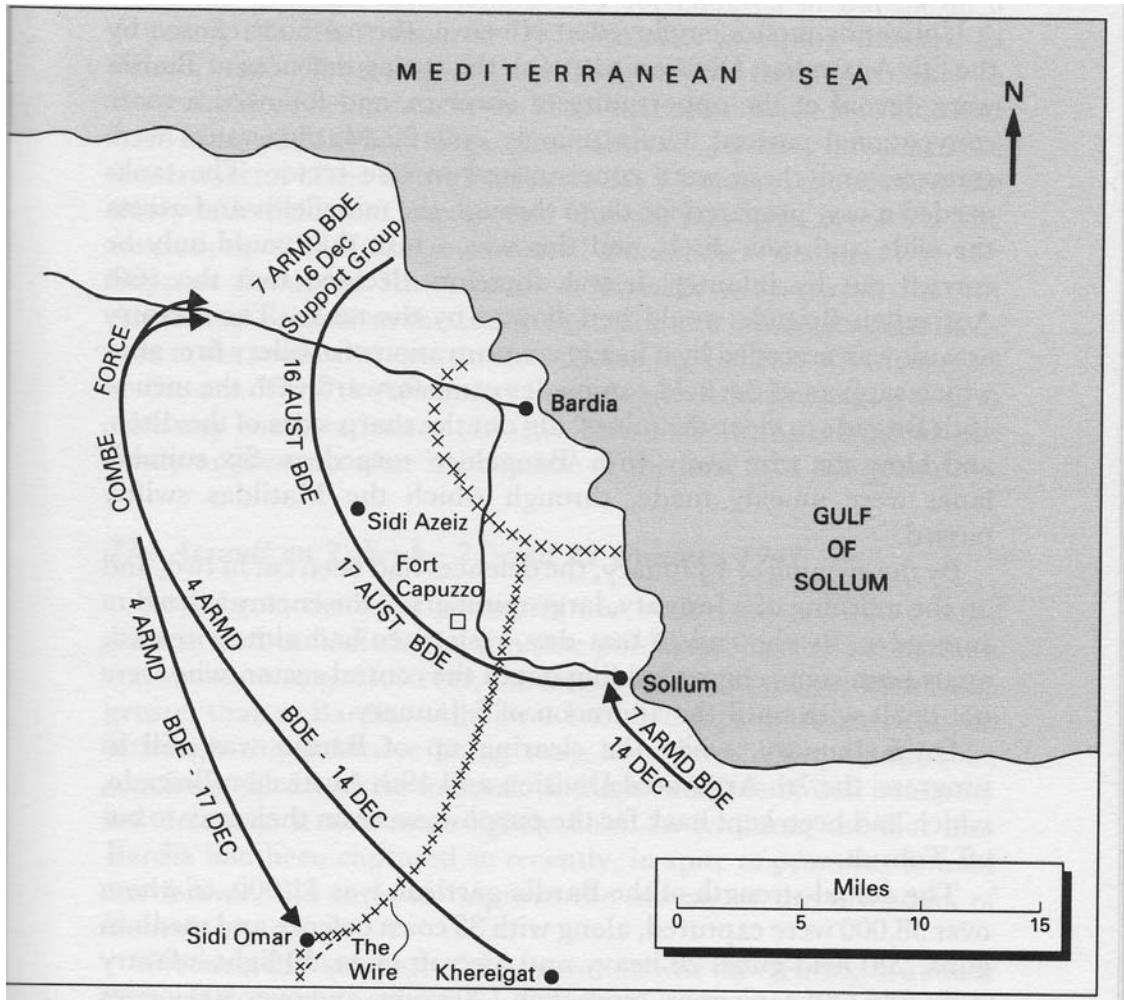 MEDITERRANEAN SEA
N
7 ARMD BDE
16 Dec
Support Group
COMBE FORCE
16 AUST BDE
Bardia
Sidi Azeiz
GULF
OF
SOLLUM
Fort
Capuzzo
17 AUST BDE
4 ARMD BDE 14 DEC
4 ARMD BDE - 17 DEC
Sollum
7 ARMD BDE
14 DEC
Miles
0 5 10 15
Sidi Omar
The
Wire
Khereigat